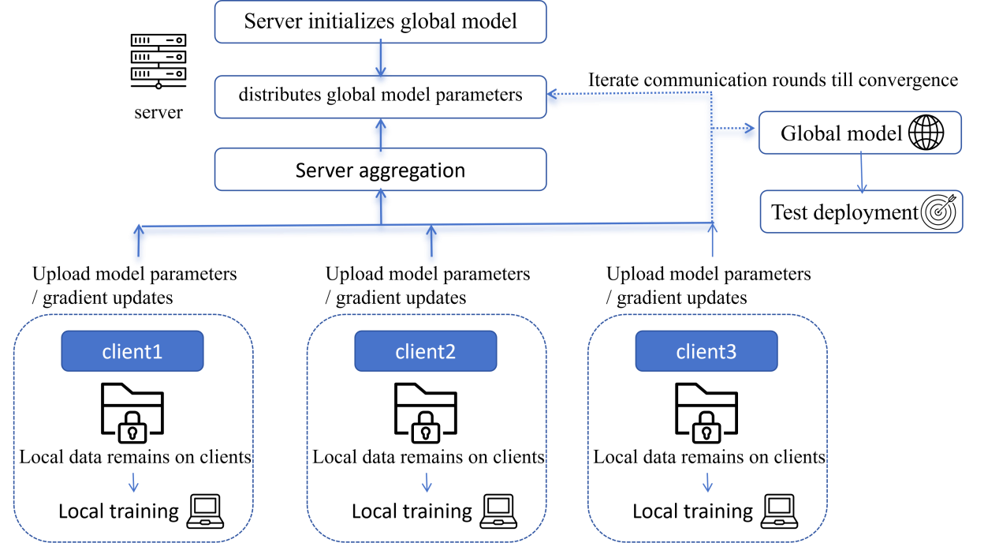 Server initializes global model
server
distributes global model parameters
Iterate communication rounds till convergence
Global model
Server aggregation
Test deployment
Upload model parameters
/ gradient updates
Upload model parameters
/ gradient updates
Upload model parameters
/ gradient updates
client1
client2
client3
Local data remains on clients
Local data remains on clients
Local data remains on clients
Local training
Local training
Local training